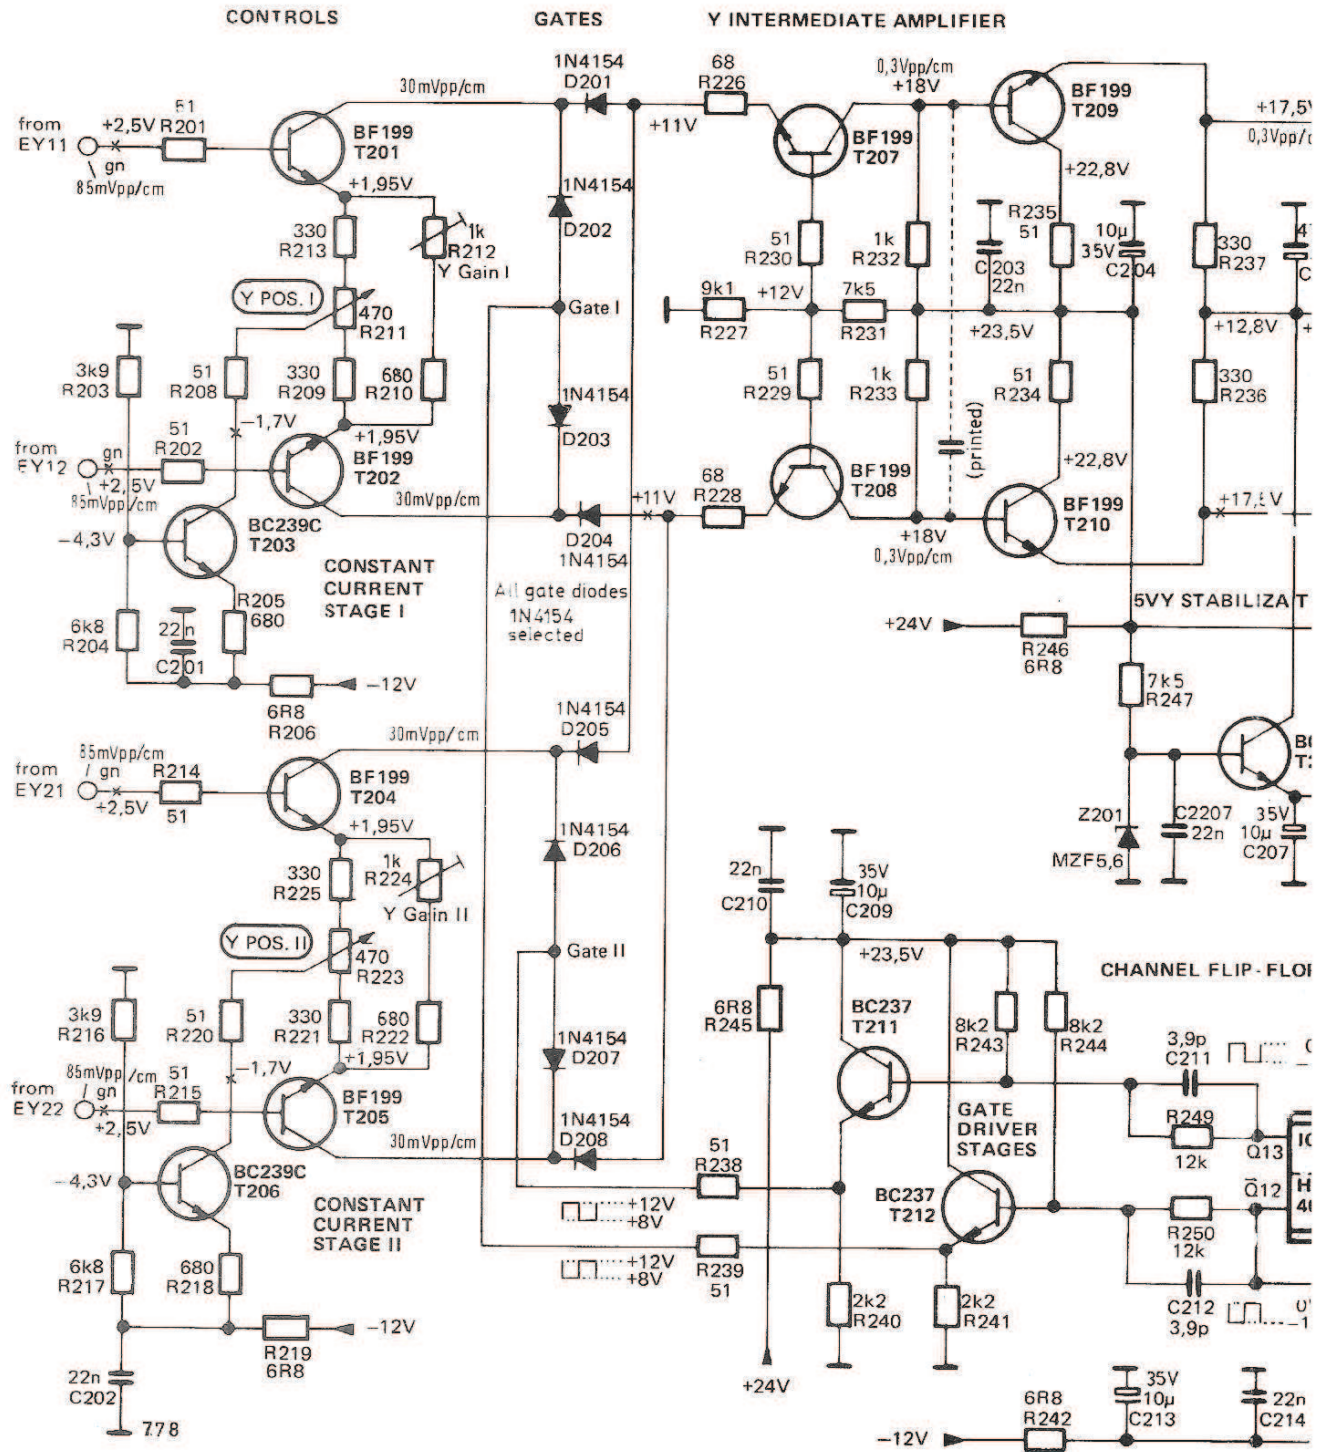 CONTROLS
GATES
Y INTERMEDIATE AMPLIFIER
from
EY11
+2,5V
gn
85mVpp/cm
51
R201
BF199
T201
30mVpp/cm
1N4154
D201
68
R226
+11V
BF199
T207
0,3Vpp/cm
+18V
BF199
T209
+17,5V
+1,95V
330
R213
1k
R212
Y Gain I
1N4154
D202
51
R230
1k
R232
C203
22n
+22,8V
R235
51
10µ
35V
C204
330
R237
Y POS. I
470
R211
Gate I
9k1
R227
+12V
7k5
R231
+23,5V
+12,8V
3k9
R203
51
R208
330
R209
680
R210
1N4154
D203
51
R229
1k
R233
51
R234
330
R236
(printed)
-1,7V
from
EY12
gn
+2,5V
85mVpp/cm
51
R202
+1,95V
BF199
T202
30mVpp/cm
D204
1N4154
+11V
68
R228
BF199
T208
+18V
0,3Vpp/cm
+22,8V
BF199
T210
-4,3V
BC239C
T203
CONSTANT
CURRENT
STAGE I
All gate diodes
1N4154
selected
6k8
R204
22n
C201
R205
680
6R8
R206
-12V
5VY STABILIZAT
+24V
R246
6R8
7k5
R247
Z201
MZF5,6
C2207
22n
35V
10µ
C207
from
EY21
85mVpp/cm
gn
+2,5V
R214
51
BF199
T204
30mVpp/cm
1N4154
D205
+1,95V
330
R225
1k
R224
Y Gain II
1N4154
D206
Y POS. II
470
R223
Gate II
22n
C210
35V
10µ
C209
+23,5V
CHANNEL FLIP-FLOP
3k9
R216
51
R220
330
R221
680
R222
1N4154
D207
6R8
R245
BC237
T211
8k2
R243
8k2
R244
3,9p
C211
-1,7V
+1,95V
from
EY22
85mVpp/cm
gn
+2,5V
51
R215
BF199
T205
30mVpp/cm
1N4154
D208
GATE
DRIVER
STAGES
R249
12k
Q13
-4,3V
BC239C
T206
CONSTANT
CURRENT
STAGE II
51
R238
+12V
+8V
+12V
+8V
R239
51
BC237
T212
R250
12k
Q̄12
C212
3,9p
6k8
R217
680
R218
R219
6R8
-12V
2k2
R240
2k2
R241
22n
C202
778
+24V
-12V
6R8
R242
35V
10µ
C213
22n
C214